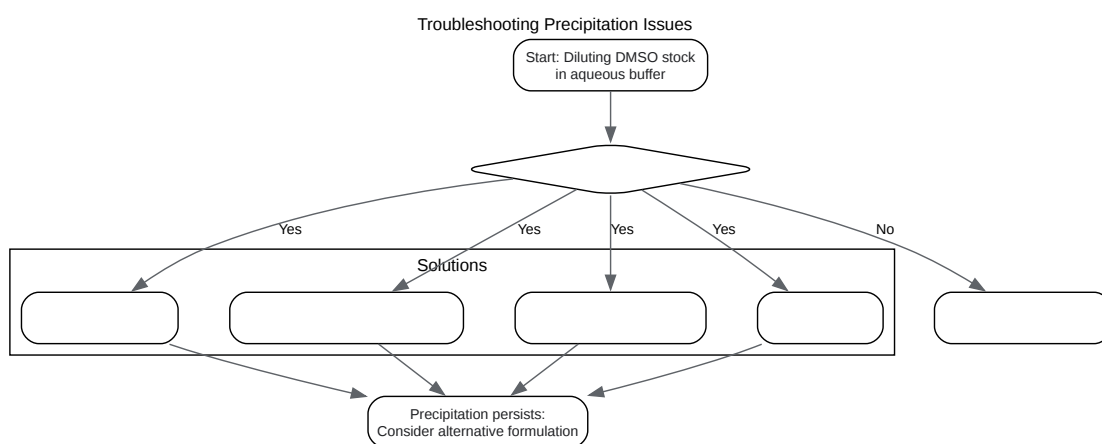 Troubleshooting Precipitation Issues
Start: Diluting DMSO stock
in aqueous buffer
Yes
Yes
Yes
Yes
No
Solutions
Precipitation persists:
Consider alternative formulation